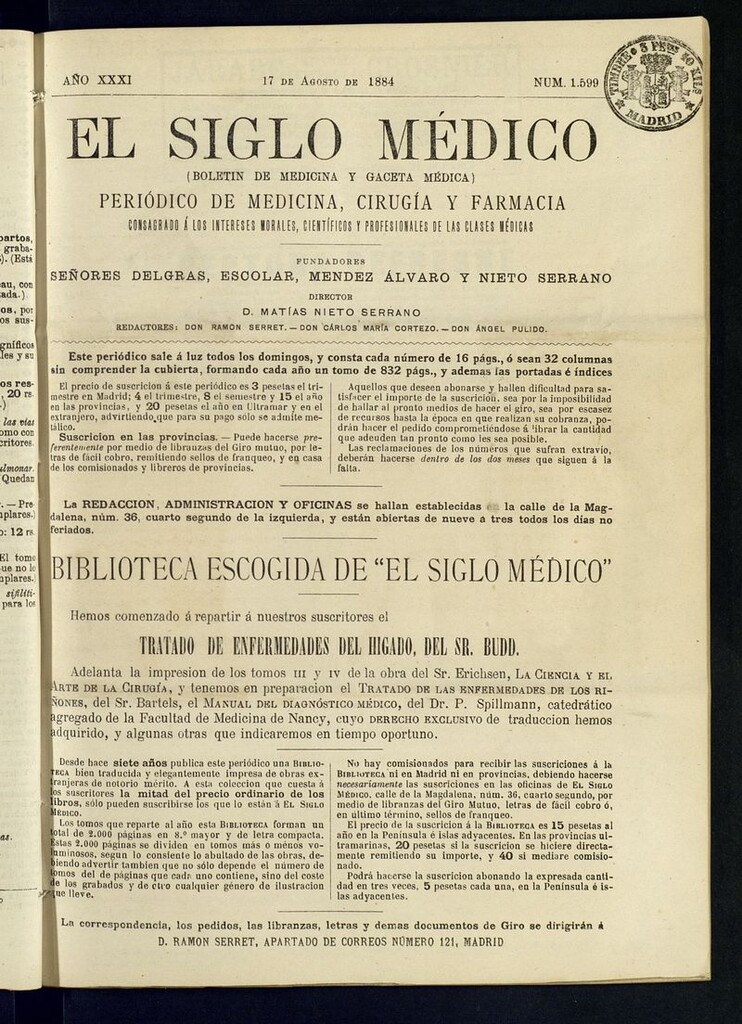 AÑO XXXI
17 DE AGOSTO DE 1884
NUM. 1.599
TIMBRE 3 PES. 10 KILS
MADRID
EL SIGLO MÉDICO
(BOLETIN DE MEDICINA Y GACETA MÉDICA)
PERIÓDICO DE MEDICINA, CIRUGÍA Y FARMACIA
CONSAGRADO Á LOS INTERESES MORALES, CIENTÍFICOS Y PROFESIONALES DE LAS CLASES MÉDICAS
FUNDADORES
SEÑORES DELGRAS, ESCOLAR, MENDEZ ÁLVARO Y NIETO SERRANO
DIRECTOR
D. MATÍAS NIETO SERRANO
REDACTORES: DON RAMON SERRET. — DON CÁRLOS MARÍA CORTEZO. — DON ÁNGEL PULIDO.
Este periódico sale á luz todos los domingos, y consta cada número de 16 págs., ó sean 32 columnas
sin comprender la cubierta, formando cada año un tomo de 832 págs., y ademas las portadas é índices
El precio de suscricion á este periódico es 3 pesetas el tri-
mestre en Madrid; 4 el trimestre, 8 el semestre y 15 el año
en las provincias, y 20 pesetas el año en Ultramar y en el
extranjero, advirtiendo que para su pago sólo se admite me-
tálico.
Suscricion en las provincias. — Puede hacerse pre-
ferentemente por medio de libranzas del Giro mutuo, por le-
tras de fácil cobro, remitiendo sellos de franqueo, y en casa
de los comisionados y libreros de provincias.
Aquellos que deseen abonarse y hallen dificultad para sa-
tisfacer el importe de la suscricion, sea por la imposibilidad
de hallar al pronto medios de hacer el giro, sea por escasez
de recursos hasta la época en que realizan su cobranza, po-
drán hacer el pedido comprometiéndose á librar la cantidad
que adeuden tan pronto como les sea posible.
Las reclamaciones de los números que sufran extravio,
deberán hacerse dentro de los dos meses que siguen á la
falta.
La REDACCION, ADMINISTRACION Y OFICINAS se hallan establecidas en la calle de la Mag-
dalena, núm. 36, cuarto segundo de la izquierda, y están abiertas de nueve á tres todos los dias no
feriados.
BIBLIOTECA ESCOGIDA DE “EL SIGLO MÉDICO”
Hemos comenzado á repartir á nuestros suscritores el
TRATADO DE ENFERMEDADES DEL HIGADO, DEL SR. BUDD.
Adelanta la impresion de los tomos III y IV de la obra del Sr. Erichsen, LA CIENCIA Y EL
ARTE DE LA CIRUGÍA, y tenemos en preparacion el TRATADO DE LAS ENFERMEDADES DE LOS RI-
ÑONES, del Sr. Bartels, el MANUAL DEL DIAGNÓSTICO MÉDICO, del Dr. P. Spillmann, catedrático
agregado de la Facultad de Medicina de Nancy, cuyo DERECHO EXCLUSIVO de traduccion hemos
adquirido, y algunas otras que indicaremos en tiempo oportuno.
Desde hace siete años publica este periódico una BIBLIO-
TECA bien traducida y elegantemente impresa de obras ex-
tranjeras de notorio mérito. A esta coleccion que cuesta á
los suscritores la mitad del precio ordinario de los
libros, sólo pueden suscribirse los que lo están á EL SIGLO
MÉDICO.
Los tomos que reparte al año esta BIBLIOTECA forman un
total de 2.000 páginas en 8.º mayor y de letra compacta.
Estas 2.000 páginas se dividen en tomos más ó ménos vo-
luminosos, segun lo consiente lo abultado de las obras, de-
biendo advertir tambien que no sólo depende el número de
tomos del de páginas que cada uno contiene, sino del coste
de los grabados y de otro cualquier género de ilustracion
que lleve.
No hay comisionados para recibir las suscriciones á la
BIBLIOTECA ni en Madrid ni en provincias, debiendo hacerse
necesariamente las suscriciones en las oficinas de EL SIGLO
MÉDICO, calle de la Magdalena, núm. 36, cuarto segundo, por
medio de libranzas del Giro Mutuo, letras de fácil cobro ó,
en último término, sellos de franqueo.
El precio de la suscricion á la BIBLIOTECA es 15 pesetas al
año en la Península é islas adyacentes. En las provincias ul-
tramarinas, 20 pesetas si la suscricion se hiciere directa-
mente remitiendo su importe, y 40 si mediare comisio-
nado.
Podrá hacerse la suscricion abonando la expresada canti-
dad en tres veces, 5 pesetas cada una, en la Península é is-
las adyacentes.
La correspondencia, los pedidos, las libranzas, letras y demas documentos de Giro se dirigirán á
D. RAMON SERRET, APARTADO DE CORREOS NÚMERO 121, MADRID